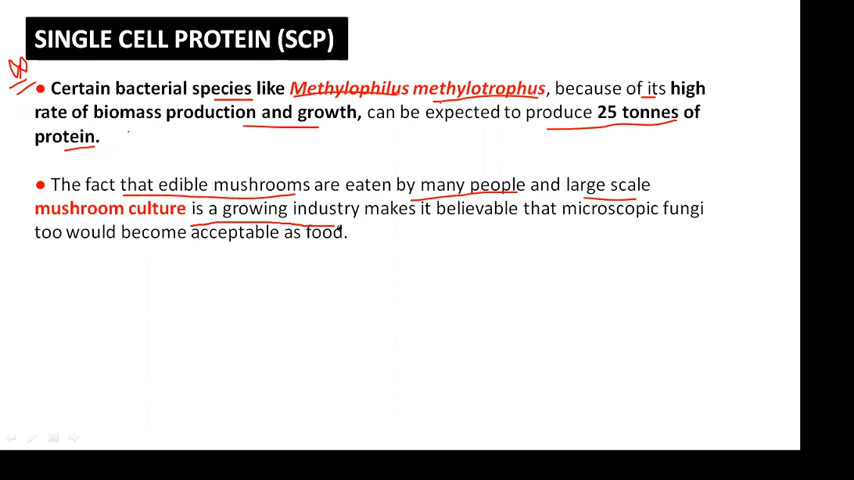 SINGLE CELL PROTEIN (SCP)
● Certain bacterial species like Methylophilus methylotrophus, because of its high
rate of biomass production and growth, can be expected to produce 25 tonnes of
protein.
● The fact that edible mushrooms are eaten by many people and large scale
mushroom culture is a growing industry makes it believable that microscopic fungi
too would become acceptable as food.